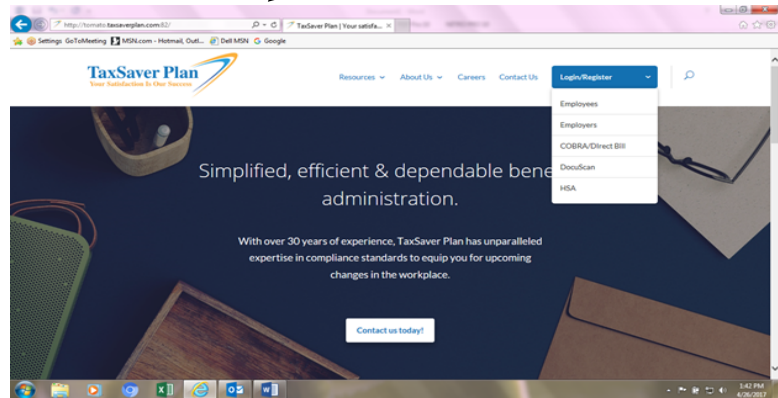 http://tomato.taxsaverplan.com:82/
TaxSaver Plan | Your satisfa...
Settings GoToMeeting MSN.com - Hotmail, Outl... Dell MSN Google
TaxSaver Plan
Your Satisfaction Is Our Success
Resources About Us Careers Contact Us Login/Register
Employees
Employers
COBRA/Direct Bill
DocuScan
HSA
Simplified, efficient & dependable bene
administration.
With over 30 years of experience, TaxSaver Plan has unparalleled
expertise in compliance standards to equip you for upcoming
changes in the workplace.
Contact us today!
1:42 PM
4/26/2017